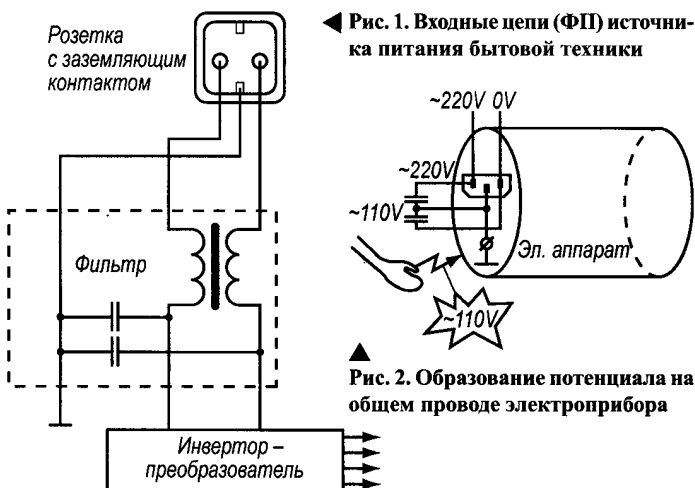 Розетка
с заземляющим
контактом
Фильтр
Инвертор –
преобразователь
Рис. 1. Входные цепи (ФП) источни-
ка питания бытовой техники
~220V 0V
~220V
~110V
Эл. аппарат
~110V
Рис. 2. Образование потенциала на
общем проводе электроприбора